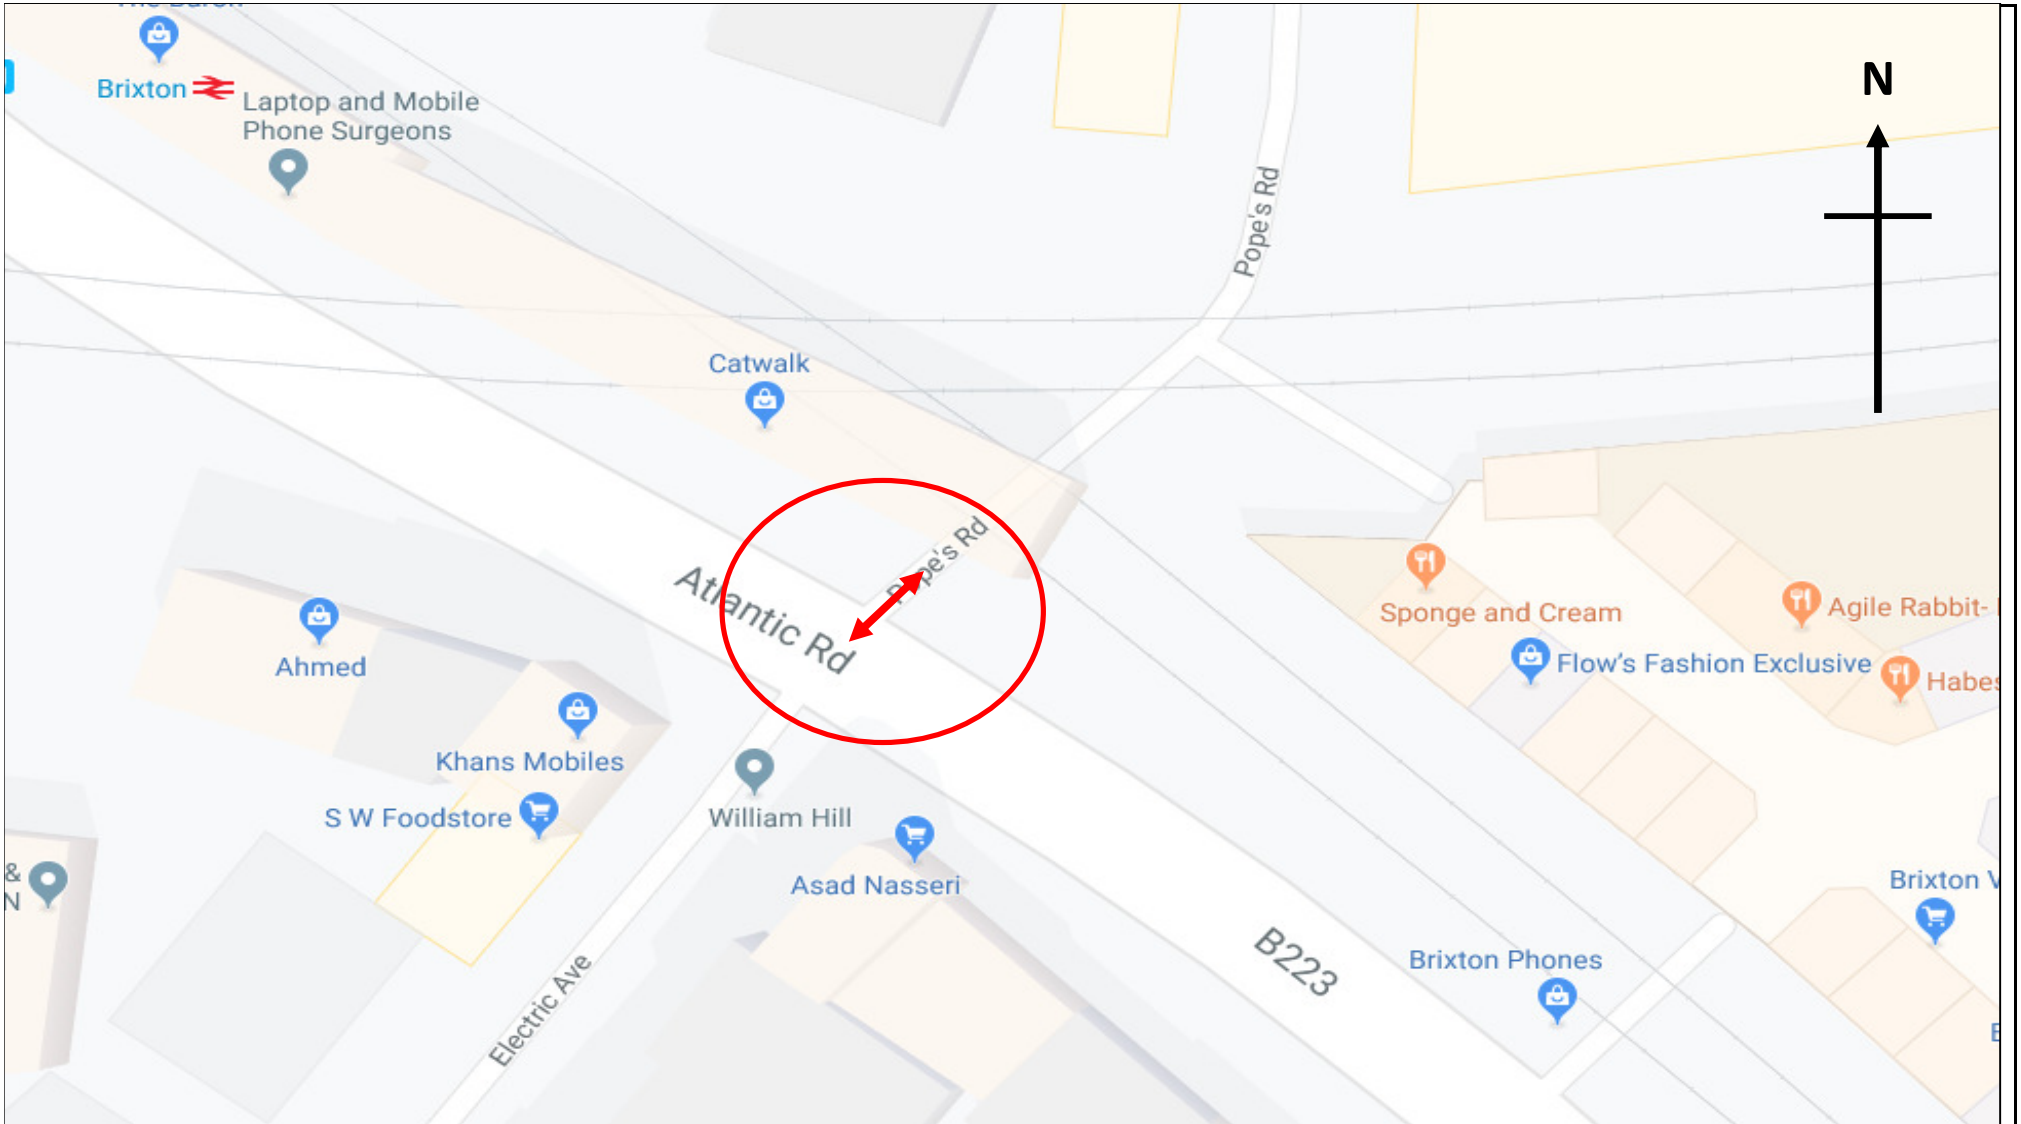 Brixton
Laptop and Mobile
Phone Surgeons
N
Pope's Rd
Catwalk
Pope's Rd
Atlantic Rd
Sponge and Cream
Agile Rabbit-
Flow's Fashion Exclusive
Ahmed
Khans Mobiles
S W Foodstore
William Hill
Asad Nasseri
&
N
Brixton V
B223
Brixton Phones
Electric Ave